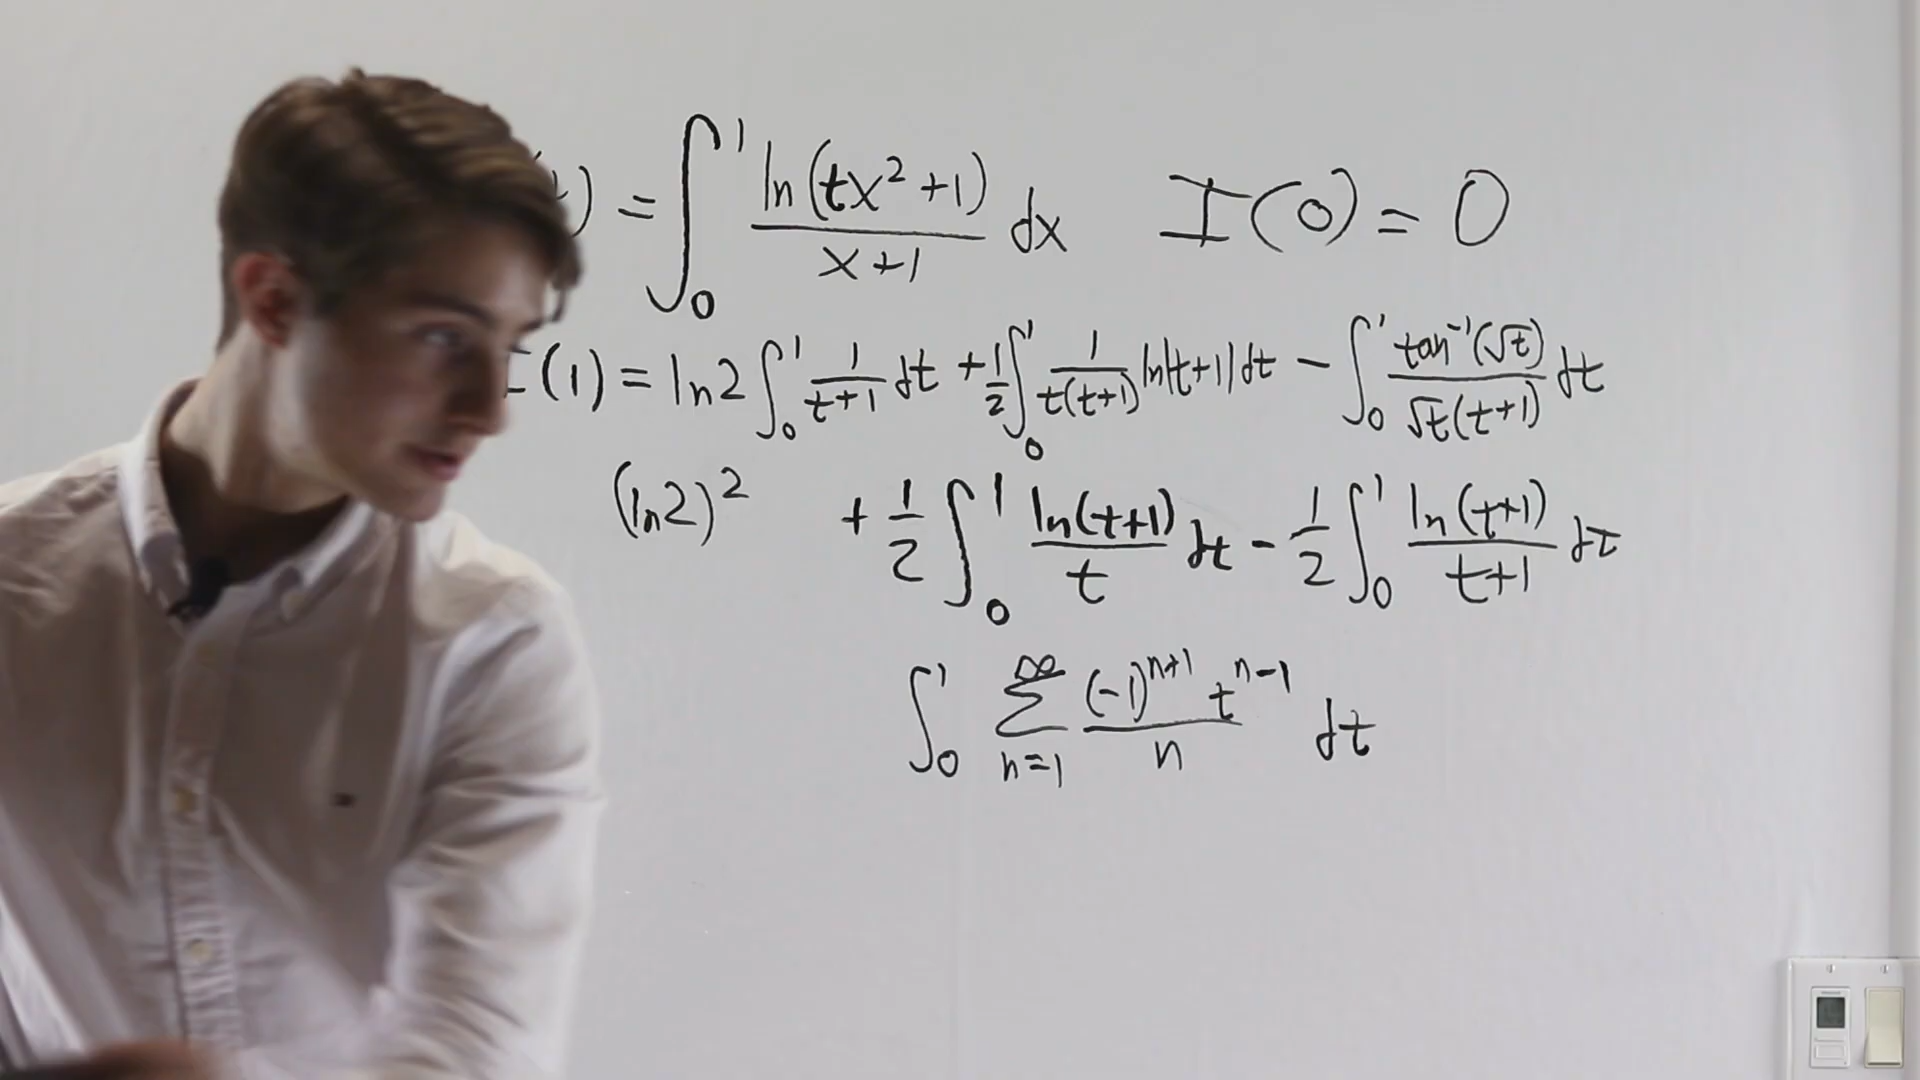 t) = ∫₀¹ ln(tx²+1)/(x+1) dx   I(0) = 0
I(1) = ln2 ∫₀¹ 1/(t+1) dt + 1/2 ∫₀¹ 1/(t(t+1)) ln|t+1| dt − ∫₀¹ tan⁻¹(√t)/(√t(t+1)) dt
(ln2)² + 1/2 ∫₀¹ ln(t+1)/t dt − 1/2 ∫₀¹ ln(t+1)/(t+1) dt
∫₀¹ ∑_{n=1}^{∞} (-1)^{n+1} t^{n-1}/n dt